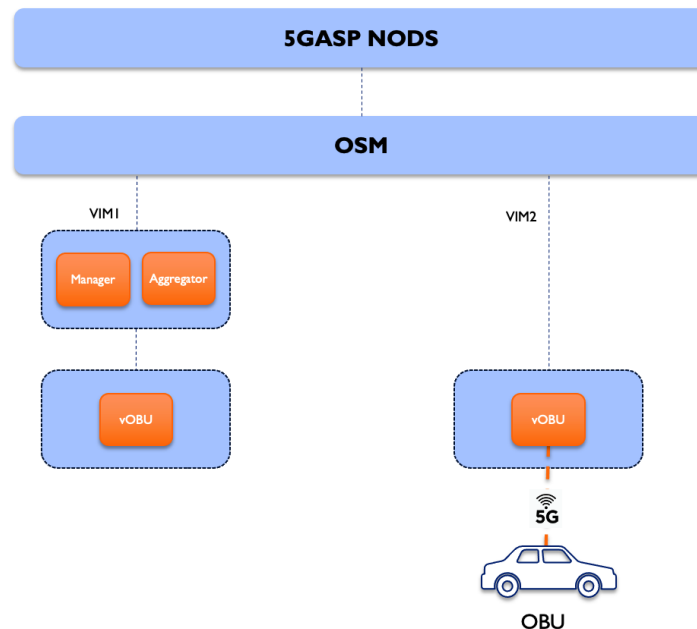 5GASP NODS
OSM
VIM1
VIM2
Manager
Aggregator
vOBU
vOBU
5G
OBU